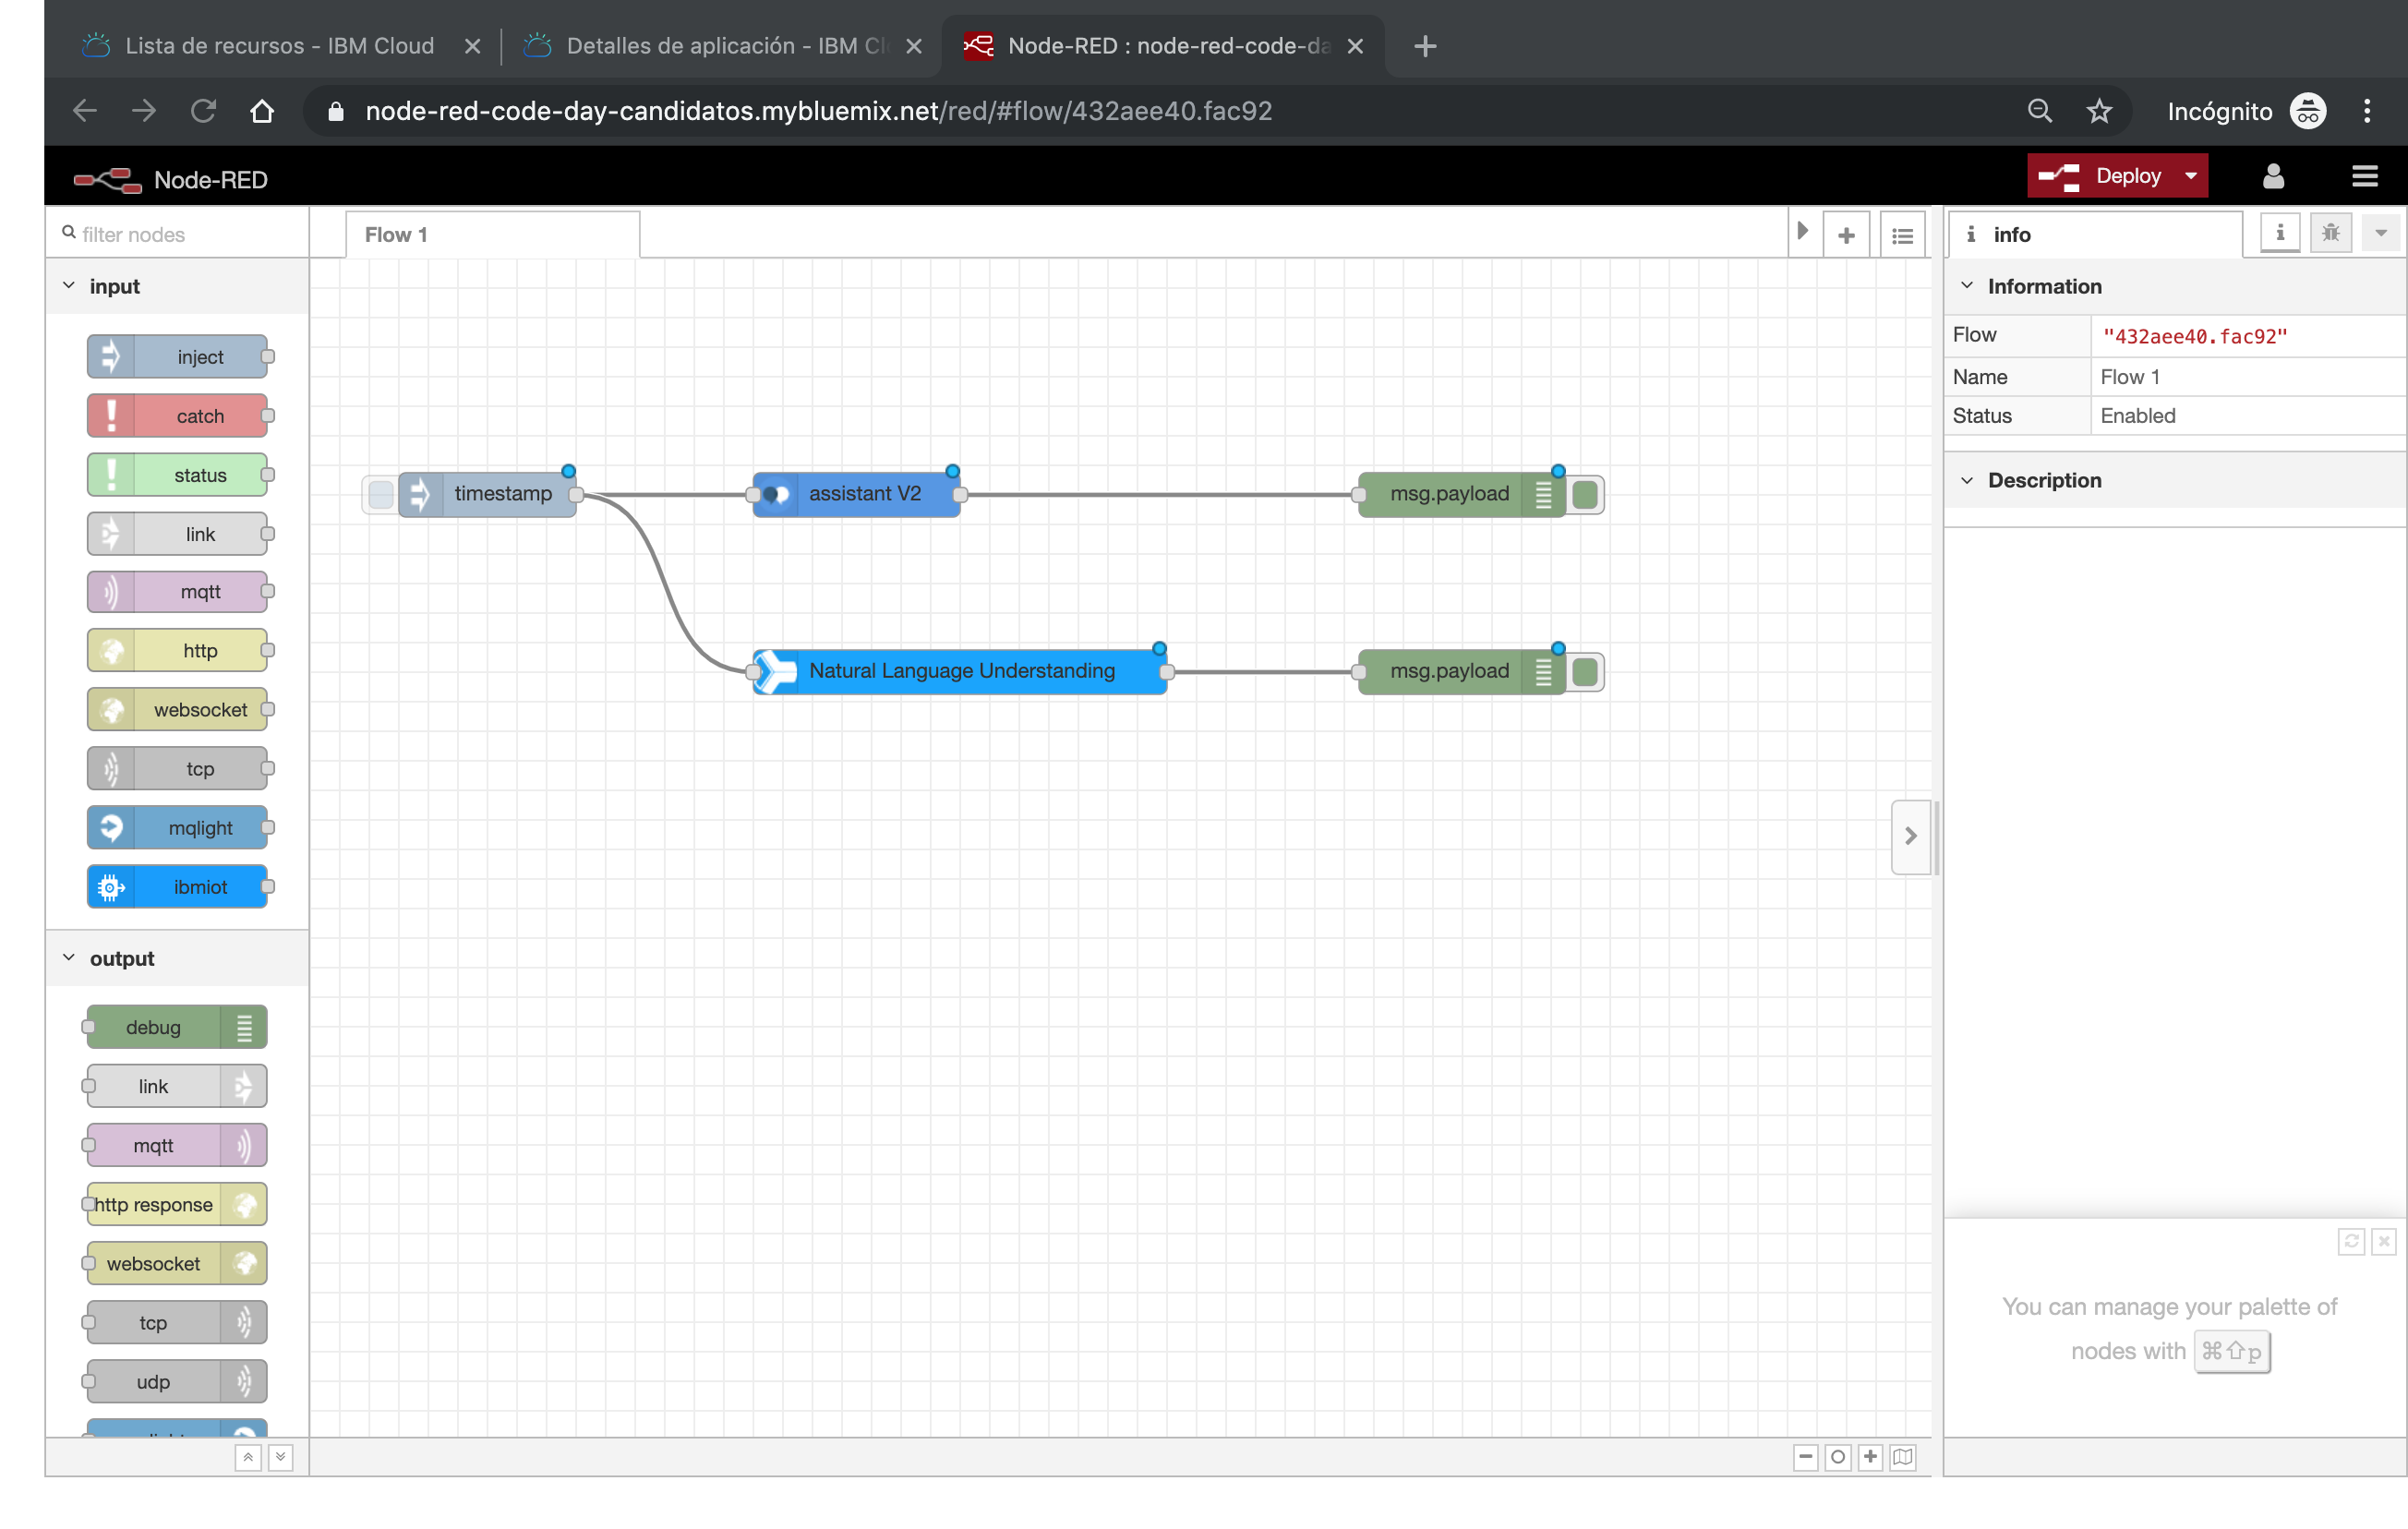 Lista de recursos - IBM Cloud
Detalles de aplicación - IBM Cl
Node-RED : node-red-code-da
node-red-code-day-candidatos.mybluemix.net/red/#flow/432aee40.fac92
Incógnito
Node-RED
Deploy
filter nodes
Flow 1
info
input
inject
catch
status
link
mqtt
http
websocket
tcp
mqlight
ibmiot
output
debug
link
mqtt
http response
websocket
tcp
udp
timestamp
assistant V2
msg.payload
Natural Language Understanding
msg.payload
Information
Flow "432aee40.fac92"
Name Flow 1
Status Enabled
Description
You can manage your palette of
nodes with ⌘⇧p